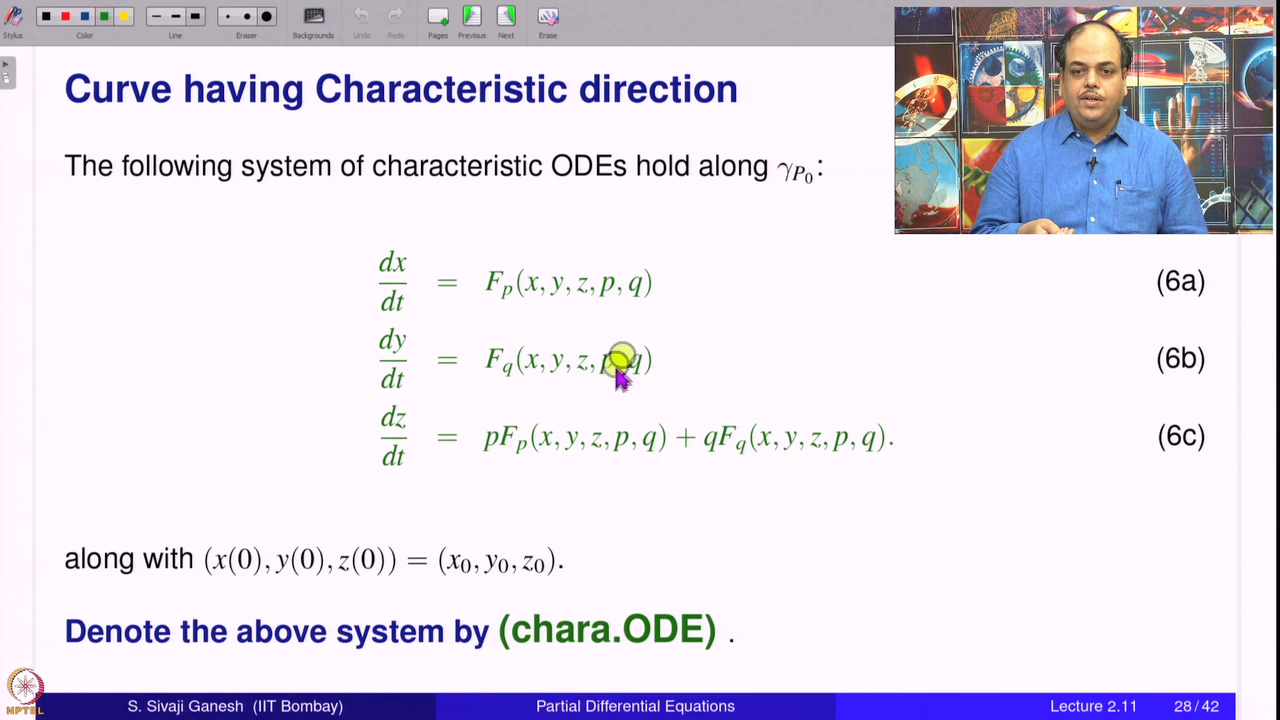 Stylus Color Line Eraser Backgrounds Undo Redo Pages Previous Next Erase
Curve having Characteristic direction
The following system of characteristic ODEs hold along γ_{P_0}:
dx/dt = F_p(x, y, z, p, q) (6a)
dy/dt = F_q(x, y, z, p, q) (6b)
dz/dt = pF_p(x, y, z, p, q) + qF_q(x, y, z, p, q). (6c)
along with (x(0), y(0), z(0)) = (x_0, y_0, z_0).
Denote the above system by (chara.ODE) .
NPTEL
S. Sivaji Ganesh (IIT Bombay) Partial Differential Equations Lecture 2.11 28 / 42